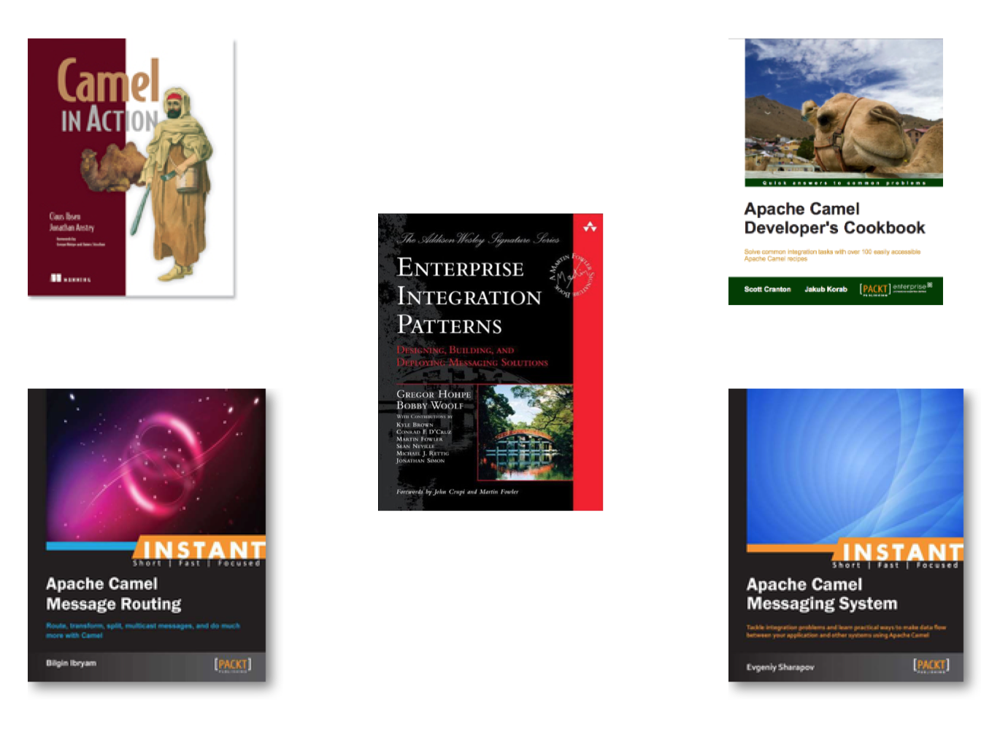 Camel
IN ACTION
Claus Ibsen
Jonathan Anstey
MANNING
Quick answers to common problems
Apache Camel
Developer's Cookbook
Solve common integration tasks with over 100 easily accessible
Apache Camel recipes
Scott Cranton Jakub Korab [PACKT] enterprise
PUBLISHING
The Addison Wesley Signature Series
A MARTIN FOWLER SIGNATURE BOOK
ENTERPRISE
INTEGRATION
PATTERNS
DESIGNING, BUILDING, AND
DEPLOYING MESSAGING SOLUTIONS
GREGOR HOHPE
BOBBY WOOLF
WITH CONTRIBUTIONS BY
KYLE BROWN
CONRAD F. D'CRUZ
MARTIN FOWLER
SEAN NEVILLE
MICHAEL J. RETTIG
JONATHAN SIMON
Forewords by John Crupi and Martin Fowler
INSTANT
Short | Fast | Focused
Apache Camel
Message Routing
Route, transform, split, multicast messages, and do much
more with Camel
Bilgin Ibryam [PACKT]
PUBLISHING
INSTANT
Short | Fast | Focused
Apache Camel
Messaging System
Tackle integration problems and learn practical ways to make data flow
between your application and other systems using Apache Camel
Evgeniy Sharapov [PACKT]
PUBLISHING